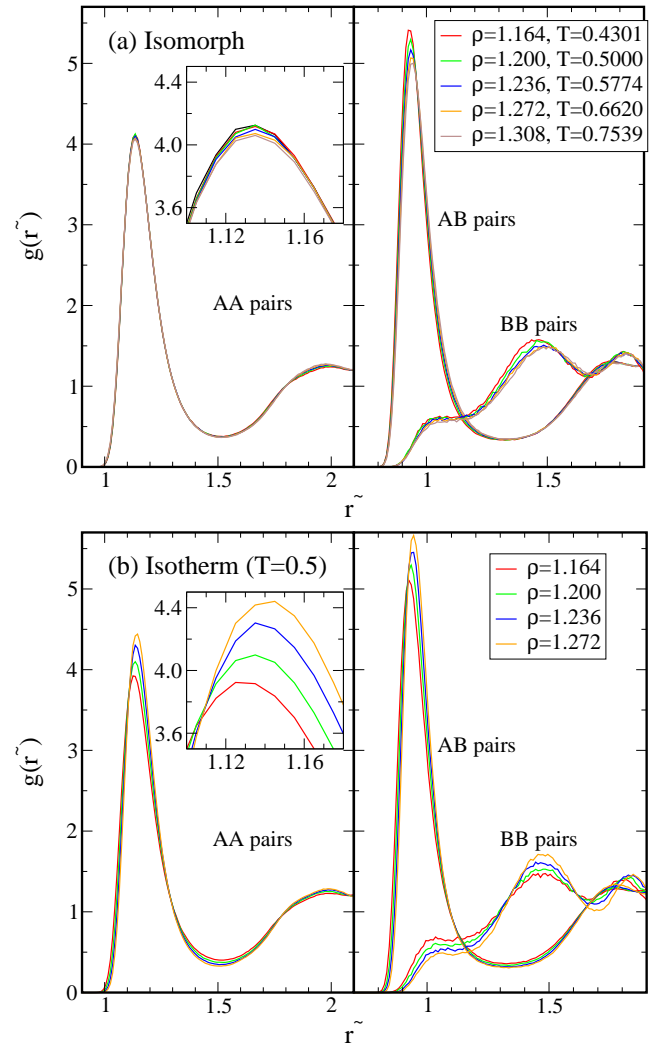 (a) Isomorph
ρ=1.164, T=0.4301
ρ=1.200, T=0.5000
ρ=1.236, T=0.5774
ρ=1.272, T=0.6620
ρ=1.308, T=0.7539
5
4
3
2
1
0
g(r~)
4.4
4.0
3.6
1.12
1.16
AA pairs
AB pairs
BB pairs
1
1.5
2
r~
1
1.5
r~
(b) Isotherm (T=0.5)
ρ=1.164
ρ=1.200
ρ=1.236
ρ=1.272
5
4
3
2
1
0
g(r~)
4.4
4.0
3.6
1.12
1.16
AA pairs
AB pairs
BB pairs
1
1.5
2
r~
1
1.5
r~